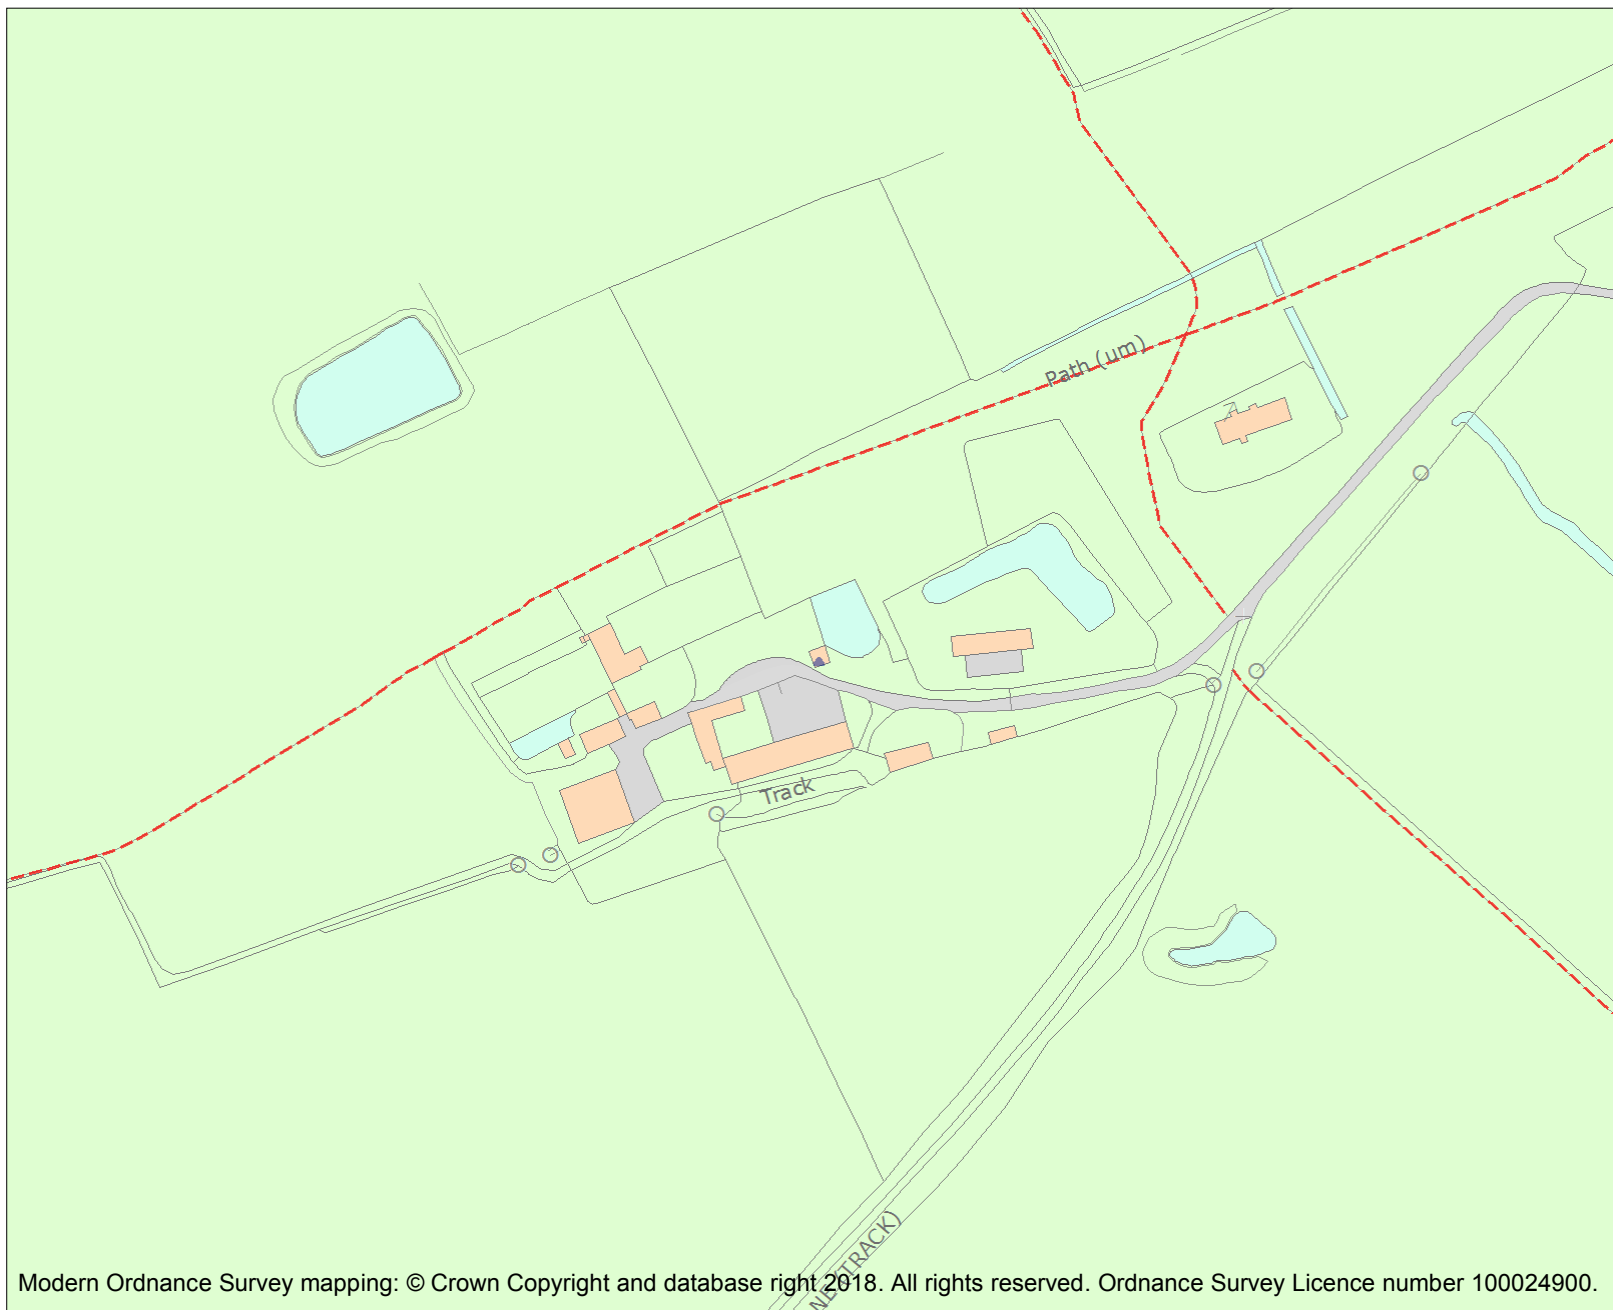 Path (um)
Track
TRACK)
Modern Ordnance Survey mapping: © Crown Copyright and database right 2018. All rights reserved. Ordnance Survey Licence number 100024900.